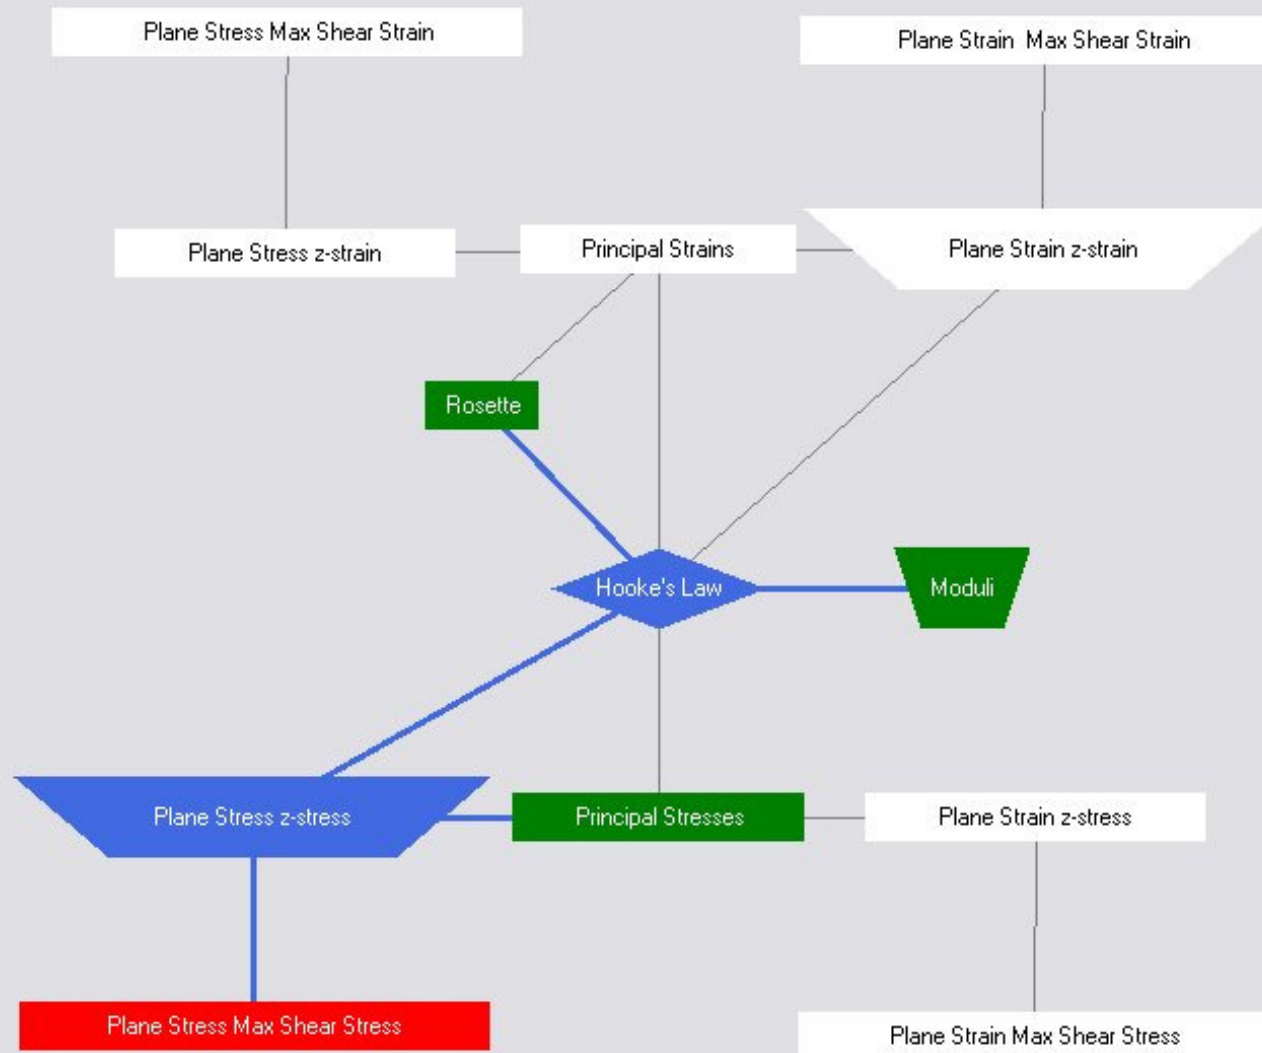 Plane Stress Max Shear Strain
Plane Strain Max Shear Strain
Plane Stress z-strain
Principal Strains
Plane Strain z-strain
Rosette
Hooke's Law
Moduli
Plane Stress z-stress
Principal Stresses
Plane Strain z-stress
Plane Stress Max Shear Stress
Plane Strain Max Shear Stress